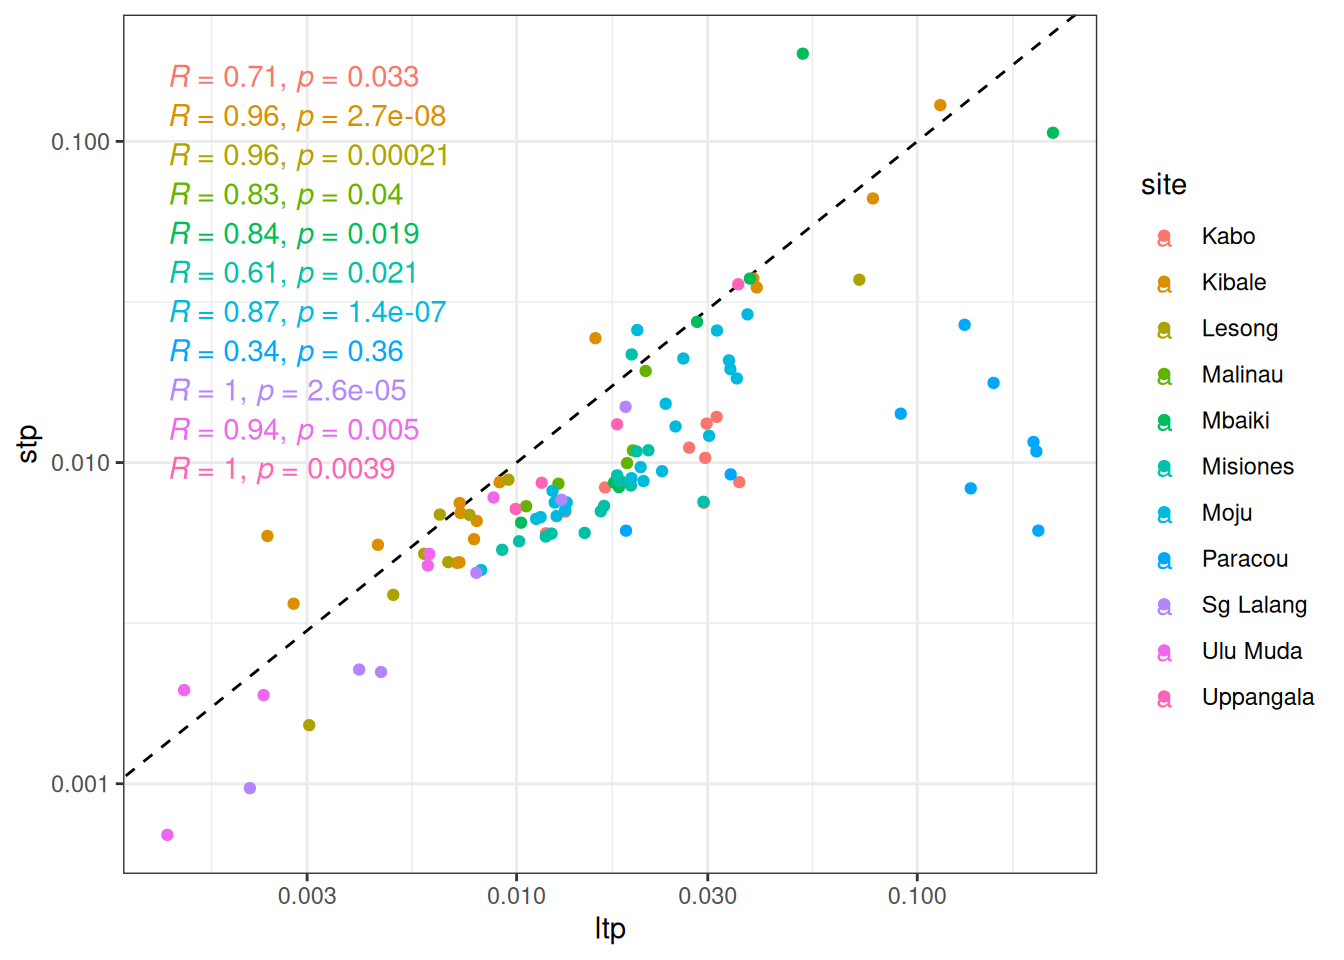 R = 0.71, p = 0.033
R = 0.96, p = 2.7e-08
R = 0.96, p = 0.00021
R = 0.83, p = 0.04
R = 0.84, p = 0.019
R = 0.61, p = 0.021
R = 0.87, p = 1.4e-07
R = 0.34, p = 0.36
R = 1, p = 2.6e-05
R = 0.94, p = 0.005
R = 1, p = 0.0039
stp
0.100
0.010
0.001
0.003
0.010
0.030
0.100
ltp
site
a Kabo
a Kibale
a Lesong
a Malinau
a Mbaiki
a Misiones
a Moju
a Paracou
a Sg Lalang
a Ulu Muda
a Uppangala